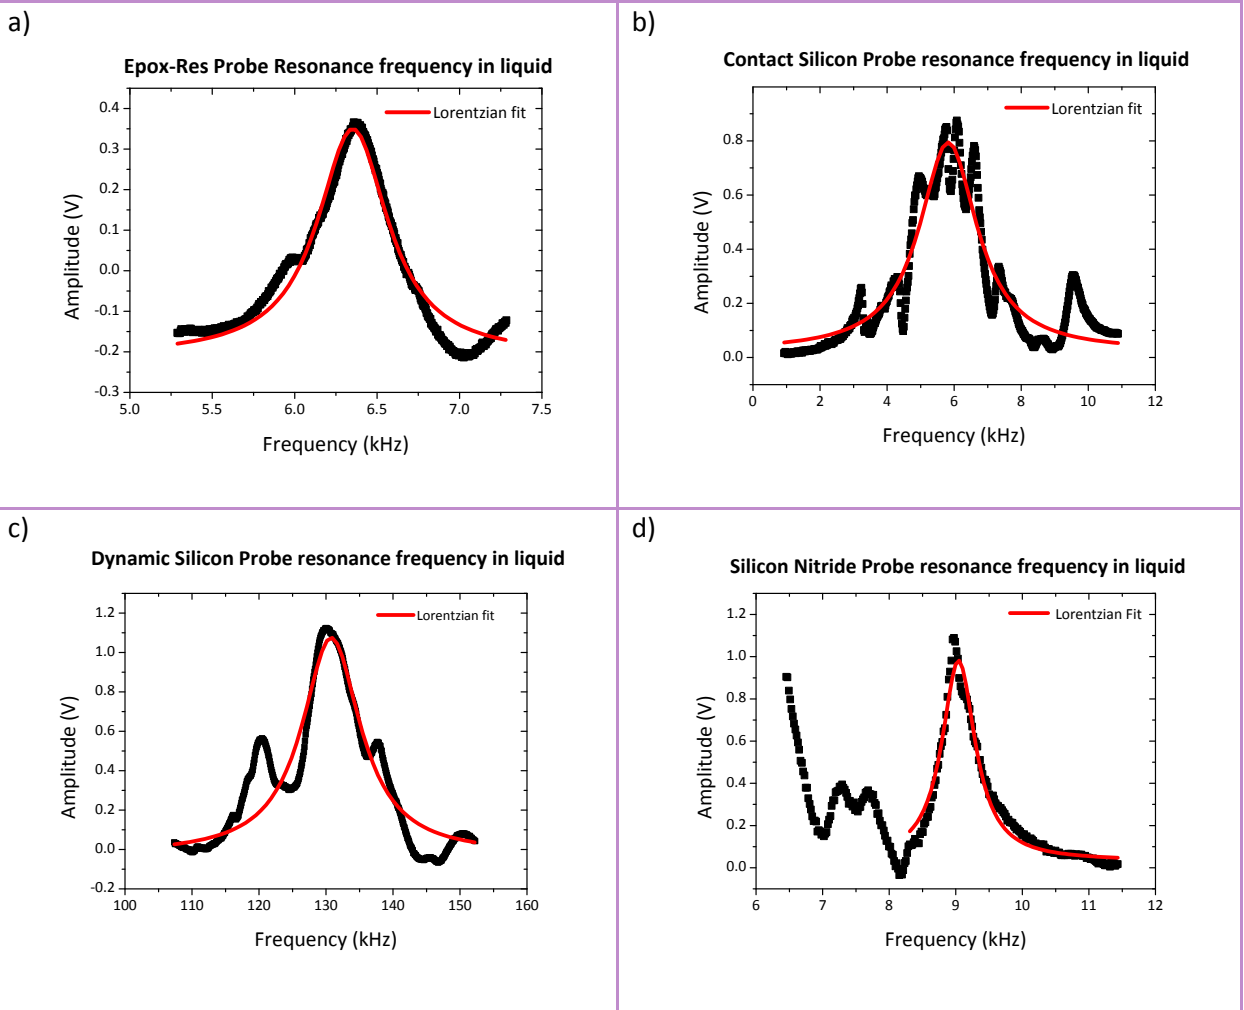 a)
Epox-Res Probe Resonance frequency in liquid
Lorentzian fit
0.4
0.3
0.2
0.1
0.0
-0.1
-0.2
-0.3
Amplitude (V)
5.0 5.5 6.0 6.5 7.0 7.5
Frequency (kHz)
b)
Contact Silicon Probe resonance frequency in liquid
Lorentzian fit
0.8
0.6
0.4
0.2
0.0
Amplitude (V)
0 2 4 6 8 10 12
Frequency (kHz)
c)
Dynamic Silicon Probe resonance frequency in liquid
Lorentzian fit
1.2
1.0
0.8
0.6
0.4
0.2
0.0
-0.2
Amplitude (V)
100 110 120 130 140 150 160
Frequency (kHz)
d)
Silicon Nitride Probe resonance frequency in liquid
Lorentzian Fit
1.2
1.0
0.8
0.6
0.4
0.2
0.0
Amplitude (V)
6 7 8 9 10 11 12
Frequency (kHz)